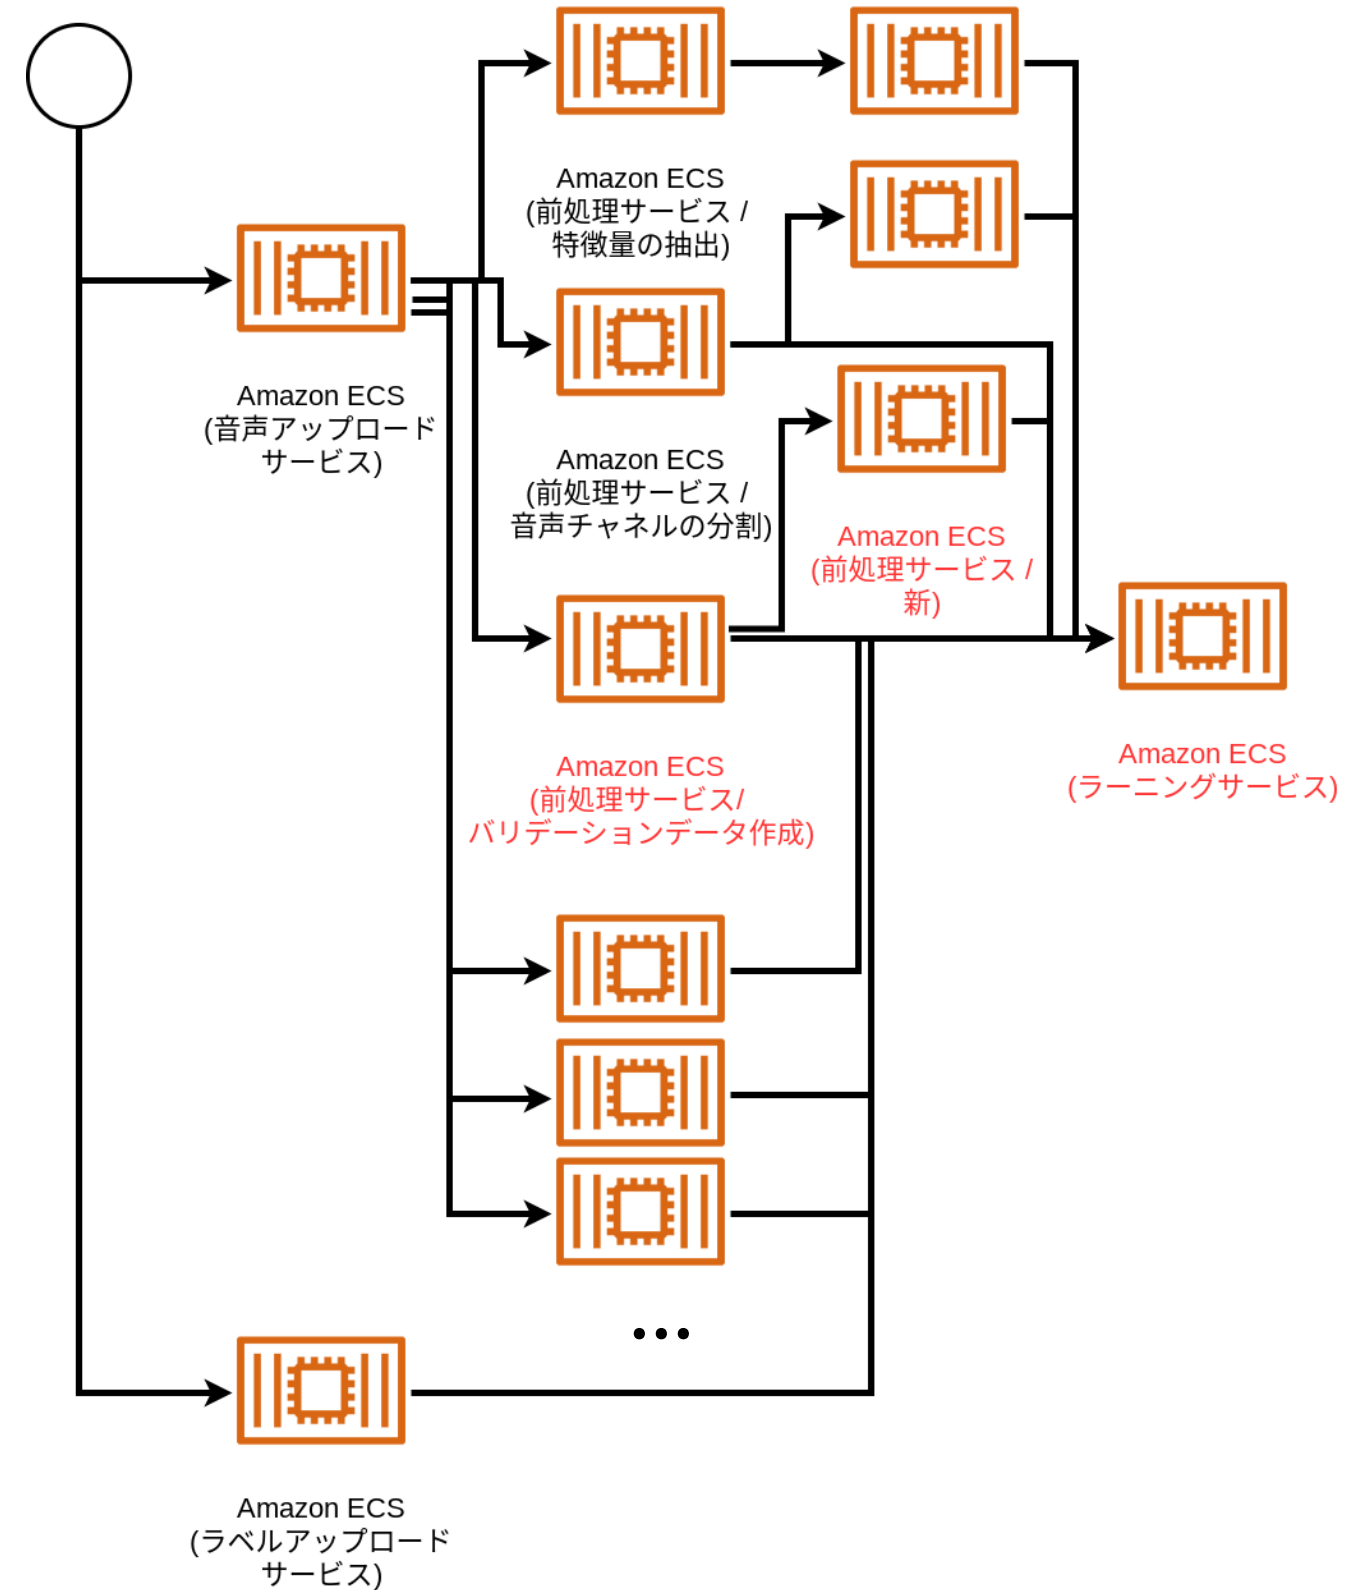 Amazon ECS
(前処理サービス /
特徴量の抽出)
Amazon ECS
(音声アップロード
サービス)
Amazon ECS
(前処理サービス /
音声チャネルの分割)
Amazon ECS
(前処理サービス /
新)
Amazon ECS
(前処理サービス/
バリデーションデータ作成)
Amazon ECS
(ラーニングサービス)
...
Amazon ECS
(ラベルアップロード
サービス)